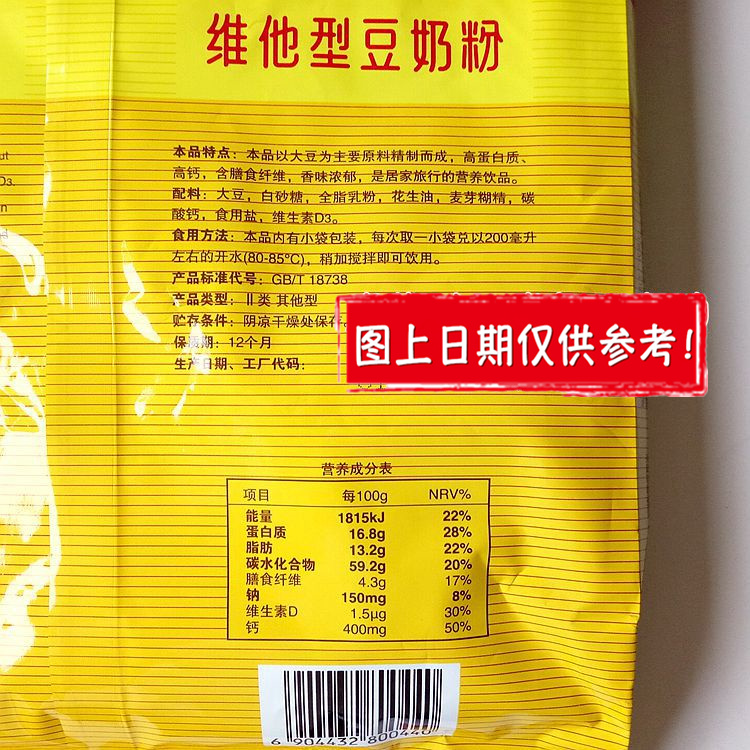 维他型豆奶粉
本品特点：本品以大豆为主要原料精制而成，高蛋白质、
高钙，含膳食纤维，香味浓郁，是居家旅行的营养饮品。
配料：大豆，白砂糖，全脂乳粉，花生油，麦芽糊精，碳
酸钙，食用盐，维生素D3。
食用方法：本品内有小袋包装，每次取一小袋兑以200毫升
左右的开水(80-85°C)，稍加搅拌即可饮用。
产品标准代号：GB/T 18738
产品类型：II类 其他型
贮存条件：阴凉干燥处保存。
保质期：12个月
生产日期、工厂代码：
图上日期仅供参考！
营养成分表
项目 每100g NRV%
能量 1815kJ 22%
蛋白质 16.8g 28%
脂肪 13.2g 22%
碳水化合物 59.2g 20%
膳食纤维 4.3g 17%
钠 150mg 8%
维生素D 1.5µg 30%
钙 400mg 50%
6 904432 800440